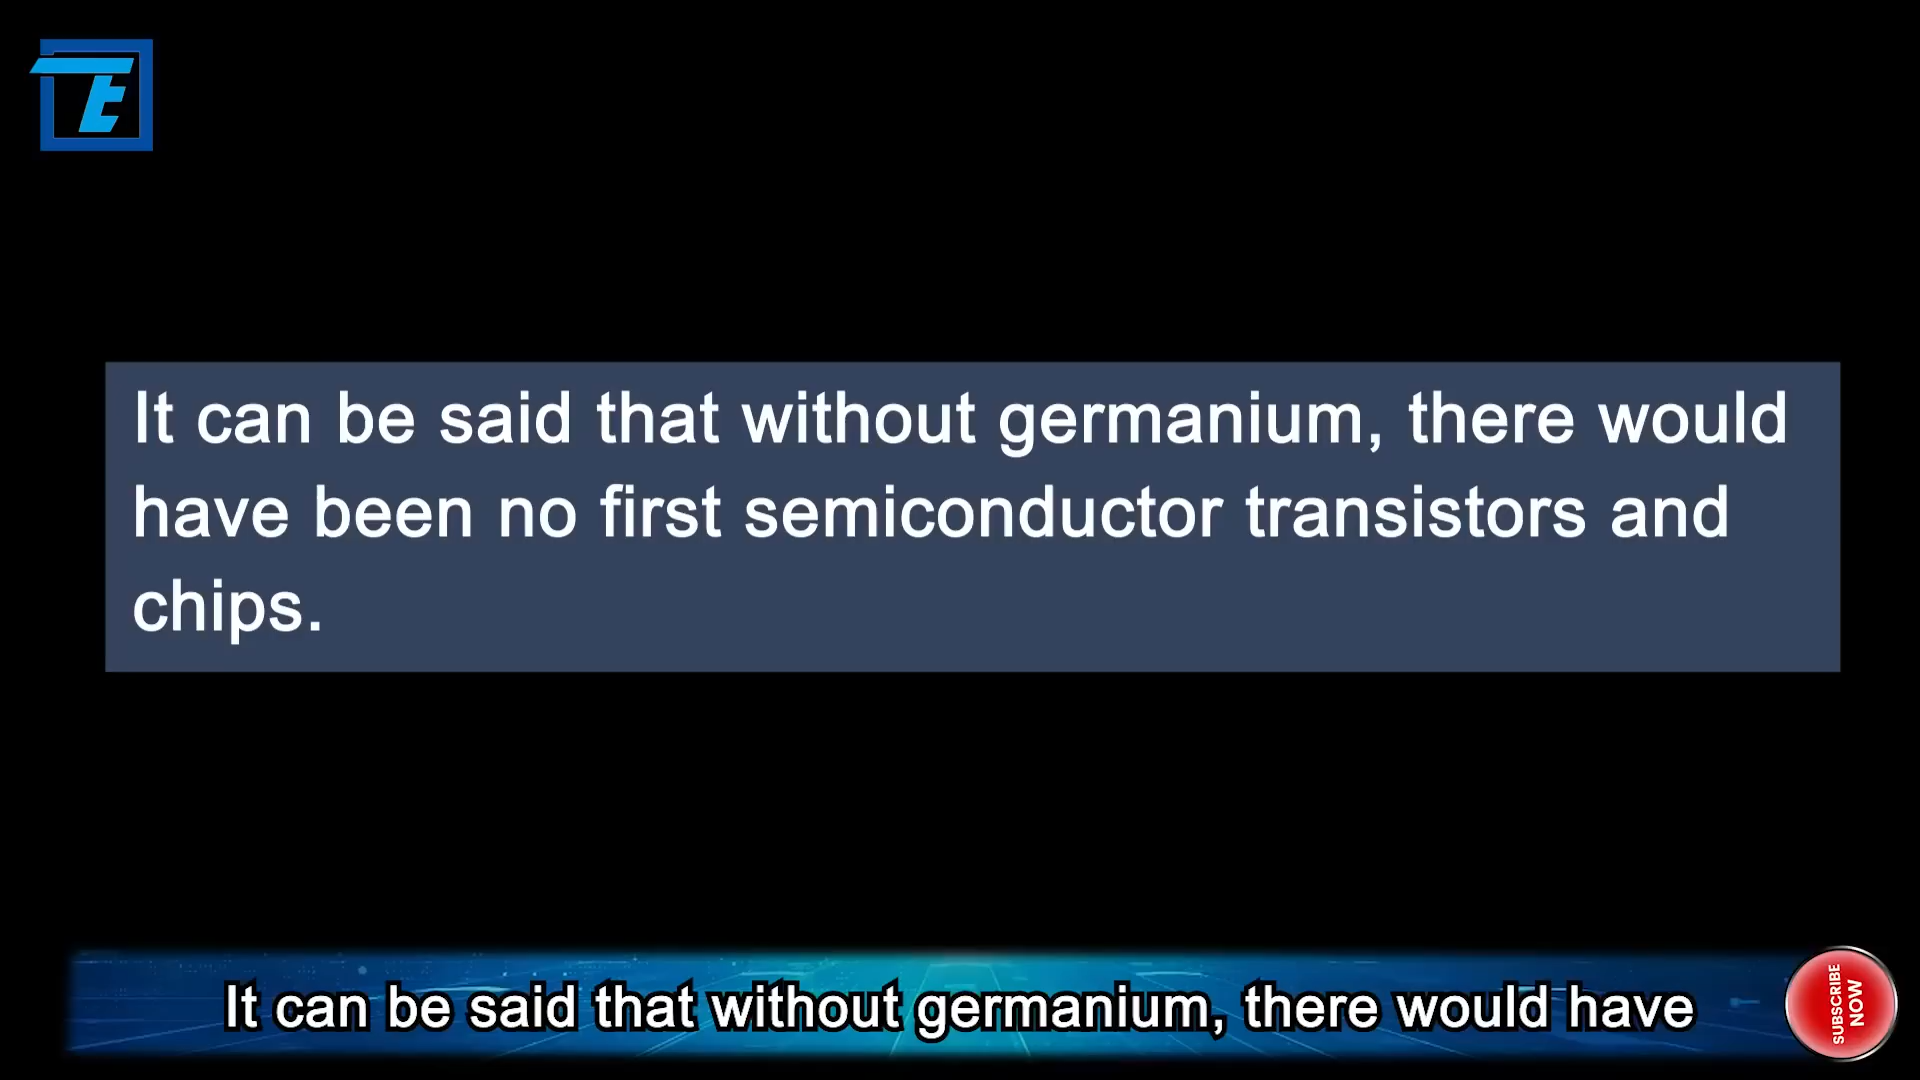 TE
It can be said that without germanium, there would
have been no first semiconductor transistors and
chips.
It can be said that without germanium, there would have
SUBSCRIBE
NOW